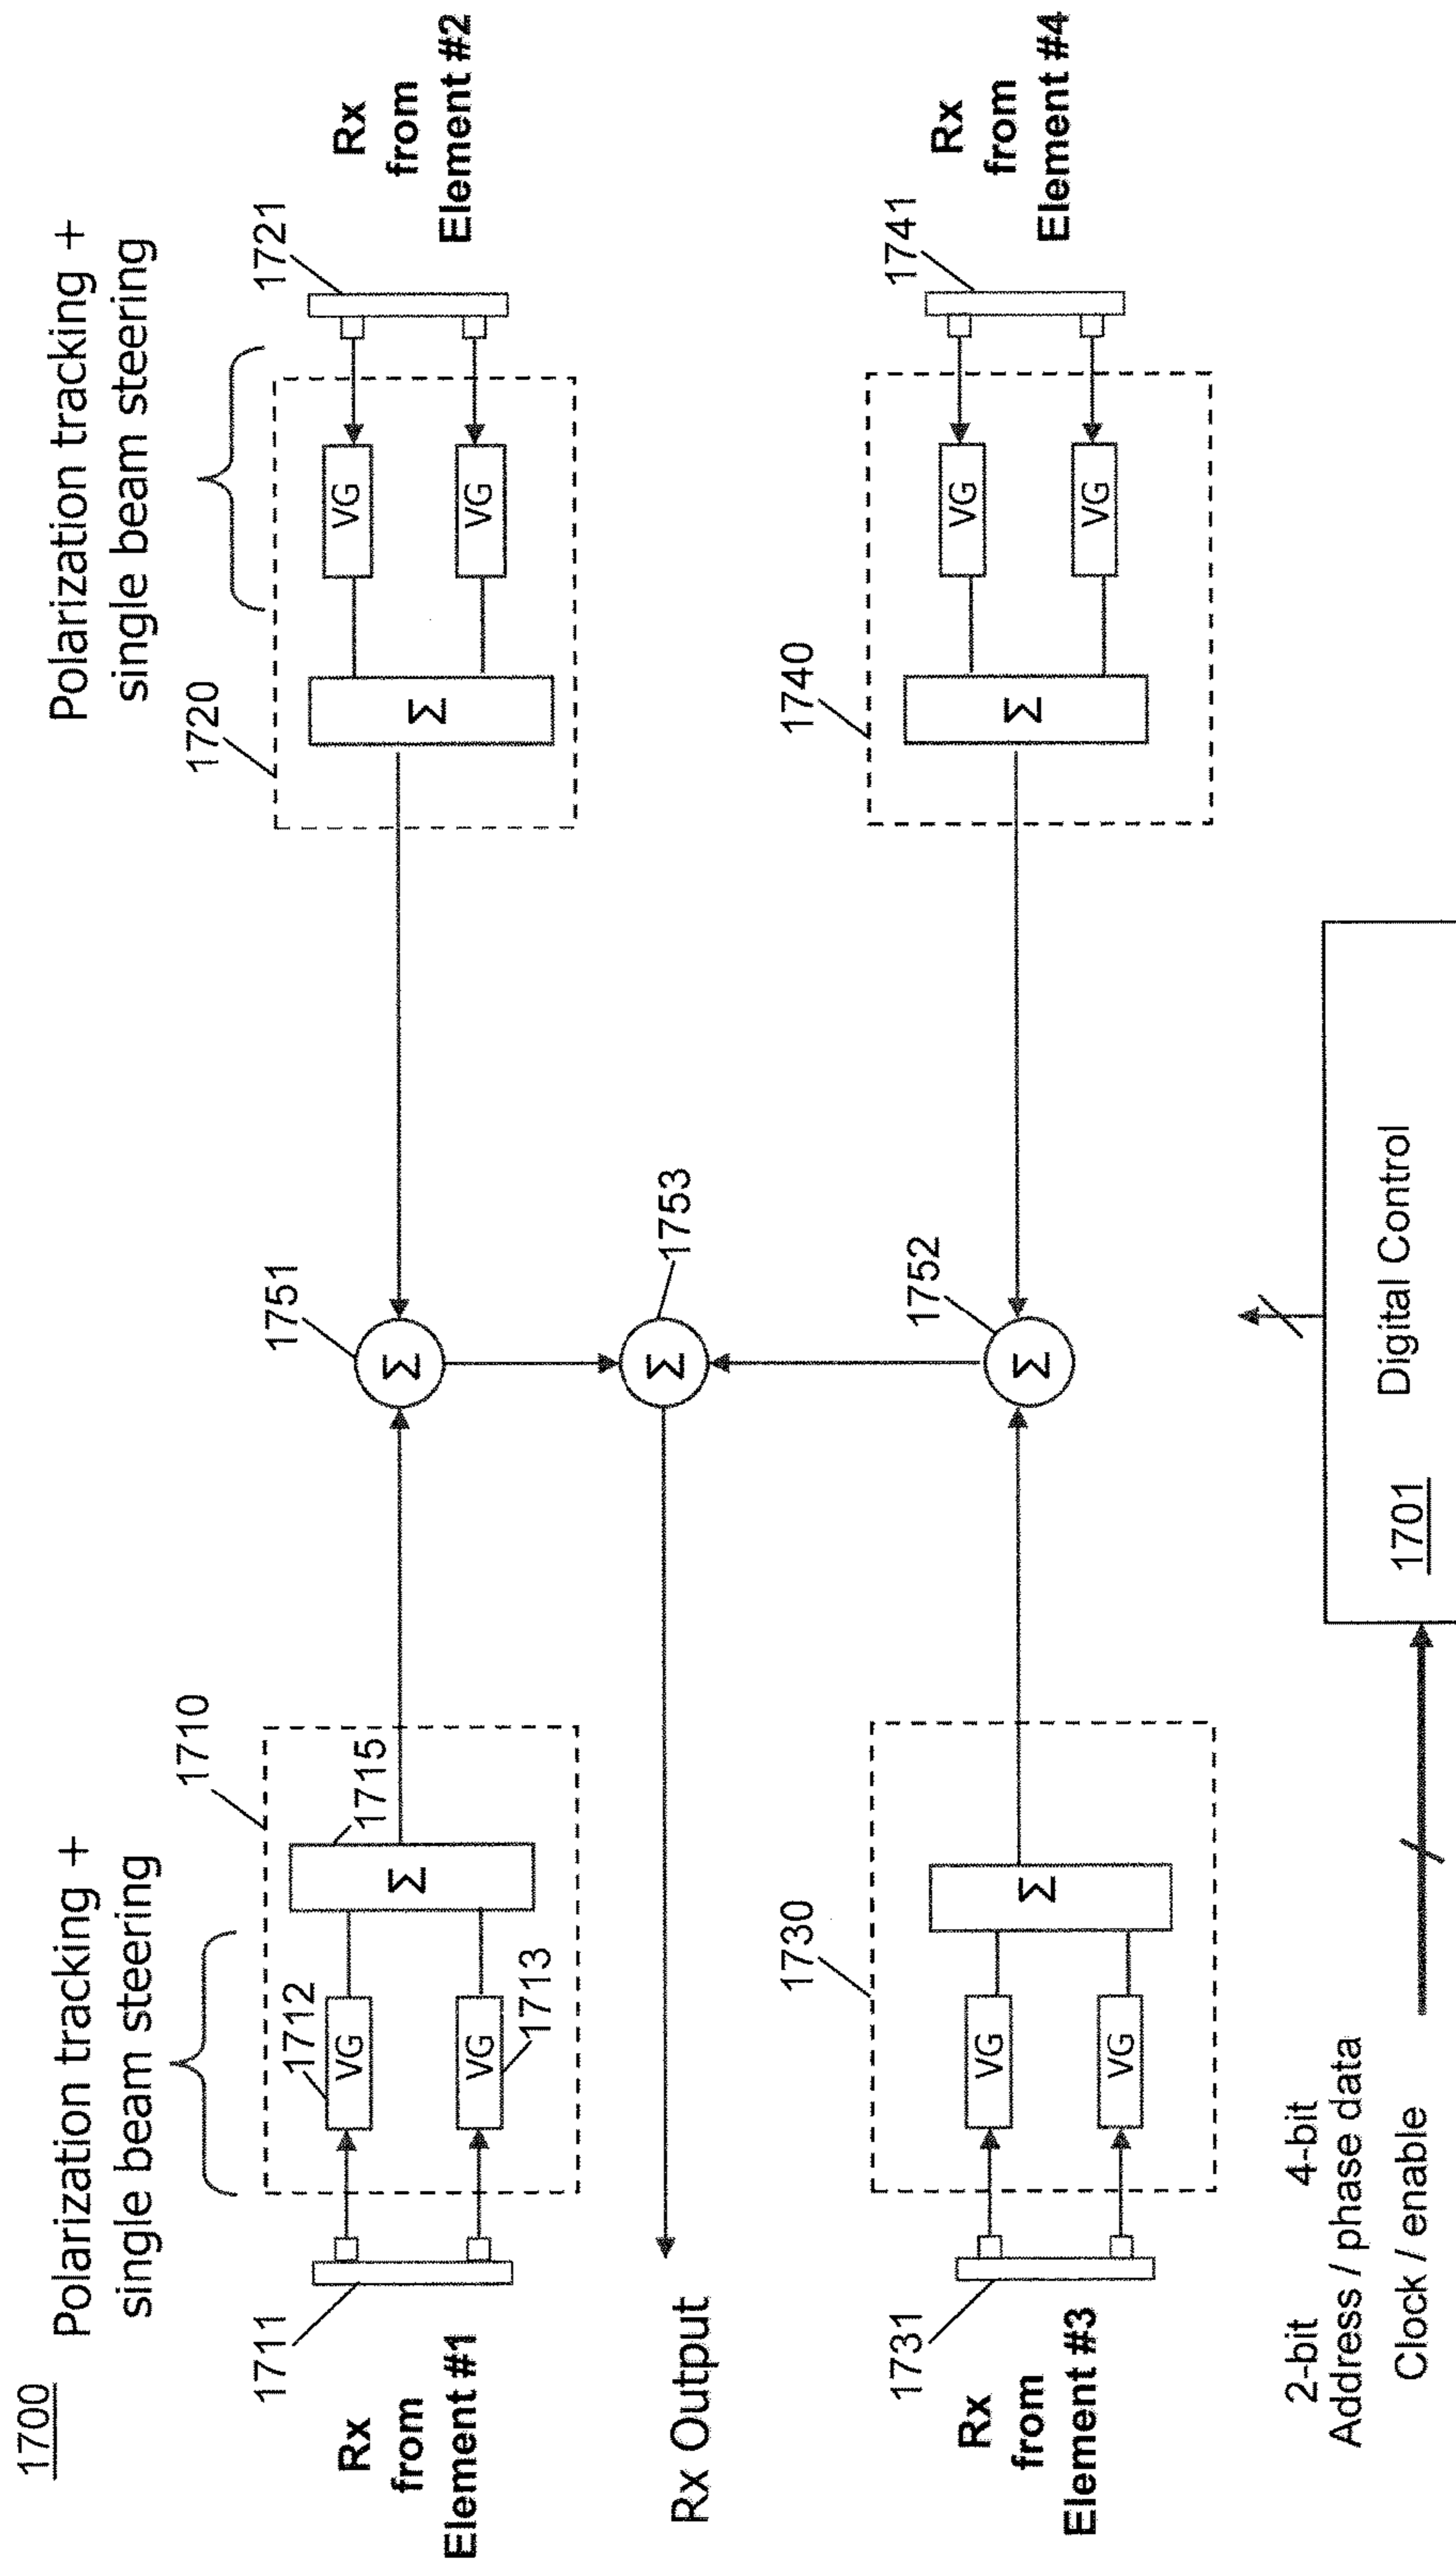 1700
Polarization tracking +
single beam steering
Polarization tracking +
single beam steering
1710
1720
1711
1712
VG
VG
1713
1715
Σ
Rx
from
Element #1
1751
Σ
Σ
VG
VG
1721
Rx
from
Element #2
Rx Output
Σ
1753
1730
1740
1731
VG
VG
Σ
Rx
from
Element #3
1752
Σ
Σ
VG
VG
1741
Rx
from
Element #4
2-bit 4-bit
Address / phase data
Clock / enable
1701 Digital Control